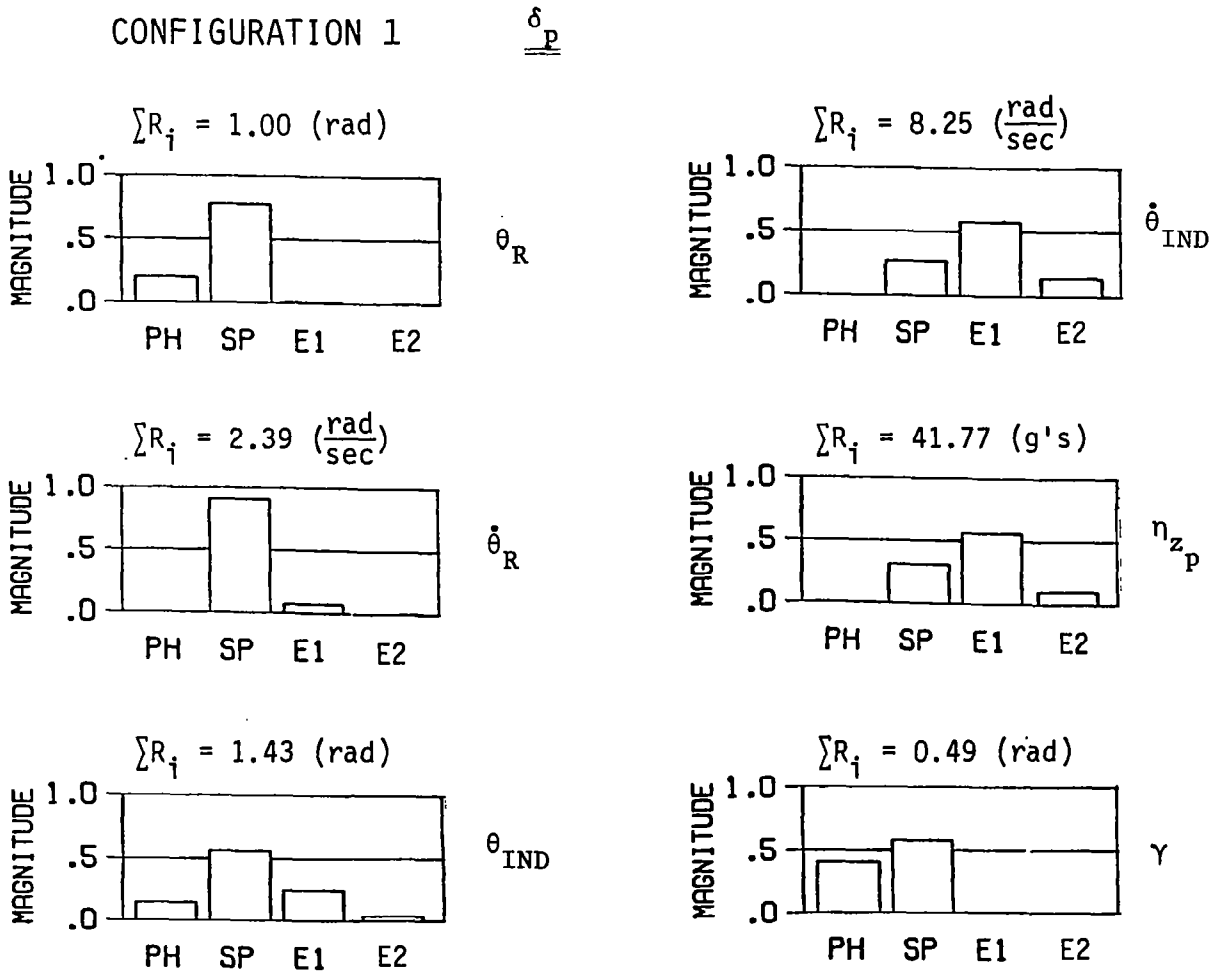 CONFIGURATION 1 δp
∑Ri = 1.00 (rad)
MAGNITUDE
1.0
.5
.0
PH SP E1 E2
θR
∑Ri = 8.25 (rad/sec)
MAGNITUDE
1.0
.5
.0
PH SP E1 E2
θ̇IND
∑Ri = 2.39 (rad/sec)
MAGNITUDE
1.0
.5
.0
PH SP E1 E2
θ̇R
∑Ri = 41.77 (g's)
MAGNITUDE
1.0
.5
.0
PH SP E1 E2
ηzp
∑Ri = 1.43 (rad)
MAGNITUDE
1.0
.5
.0
PH SP E1 E2
θIND
∑Ri = 0.49 (rad)
MAGNITUDE
1.0
.5
.0
PH SP E1 E2
γ